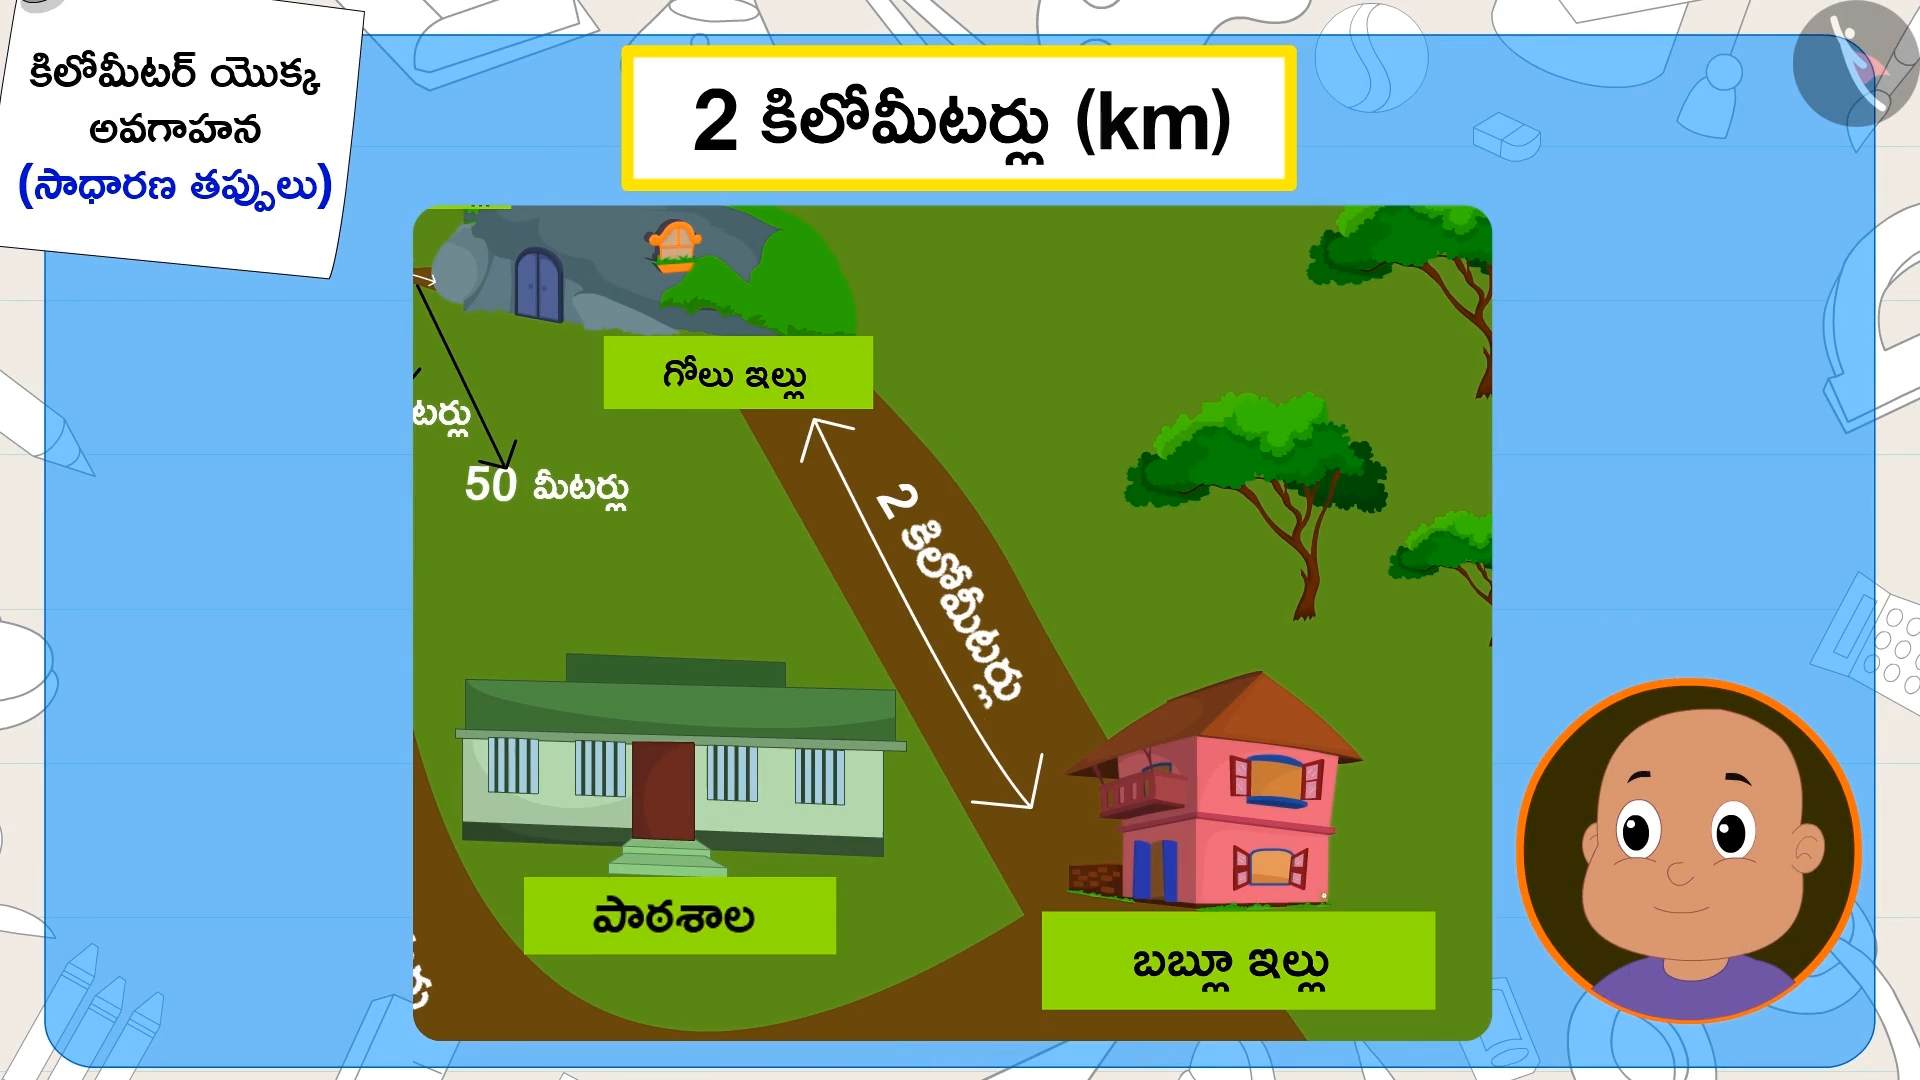 కిలోమీటర్ యొక్క
అవగాహన
(సాధారణ తప్పులు)
2 కిలోమీటర్లు (km)
గోలు ఇల్లు
టర్లు
50 మీటర్లు
2 కిలోమీటర్లు
పాఠశాల
బబ్లూ ఇల్లు